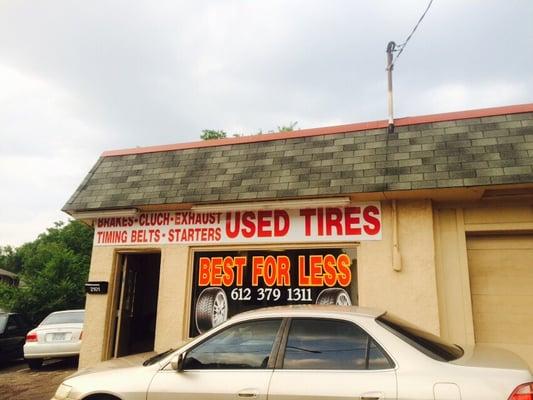 BRAKES-CLUCH-EXHAUST
TIMING BELTS-STARTERS
USED TIRES
BEST FOR LESS
612 379 1311